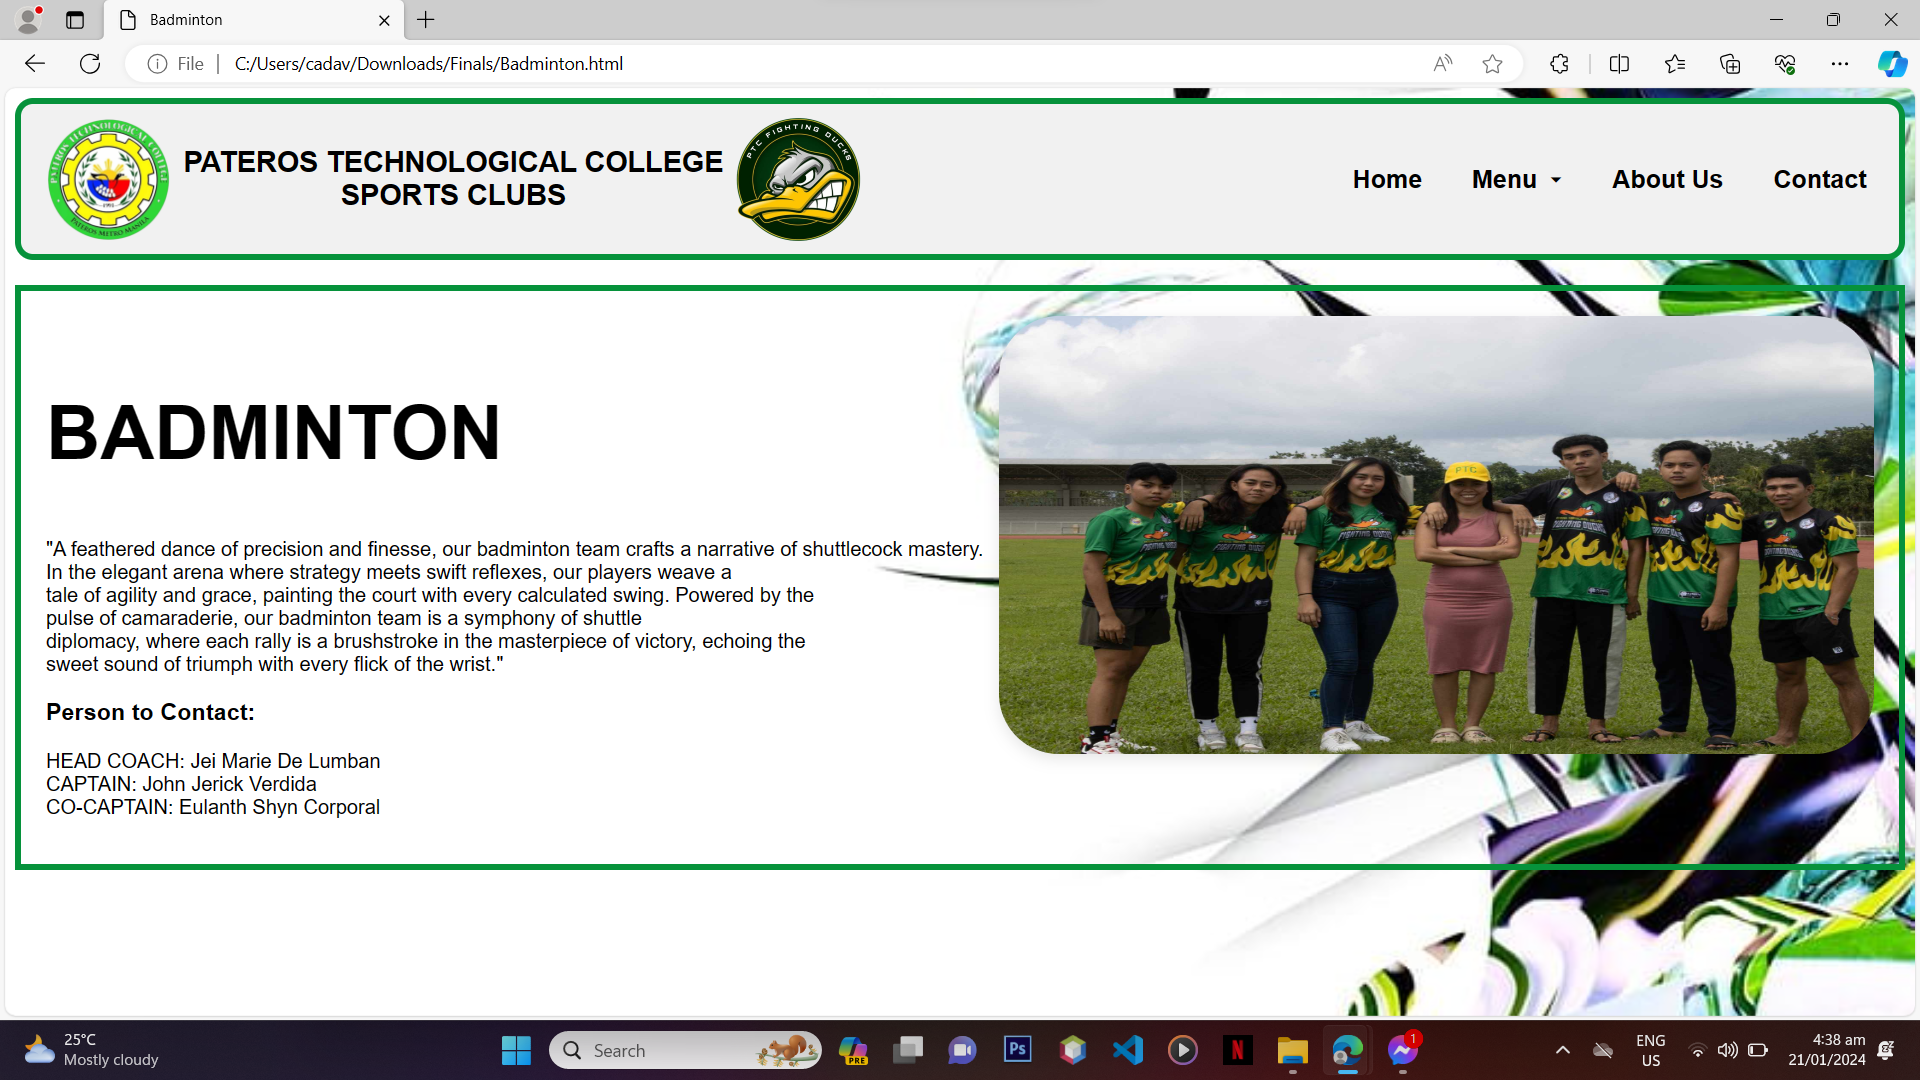 Badminton
File
C:/Users/cadav/Downloads/Finals/Badminton.html
PATEROS TECHNOLOGICAL COLLEGE
SPORTS CLUBS
PTC FIGHTING DUCKS
Home
Menu
About Us
Contact
BADMINTON
"A feathered dance of precision and finesse, our badminton team crafts a narrative of shuttlecock mastery.
In the elegant arena where strategy meets swift reflexes, our players weave a
tale of agility and grace, painting the court with every calculated swing. Powered by the
pulse of camaraderie, our badminton team is a symphony of shuttle
diplomacy, where each rally is a brushstroke in the masterpiece of victory, echoing the
sweet sound of triumph with every flick of the wrist."
Person to Contact:
HEAD COACH: Jei Marie De Lumban
CAPTAIN: John Jerick Verdida
CO-CAPTAIN: Eulanth Shyn Corporal
PTC
FIGHTING DUCKS
25°C
Mostly cloudy
Search
PRE
Ps
N
1
ENG
US
4:38 am
21/01/2024